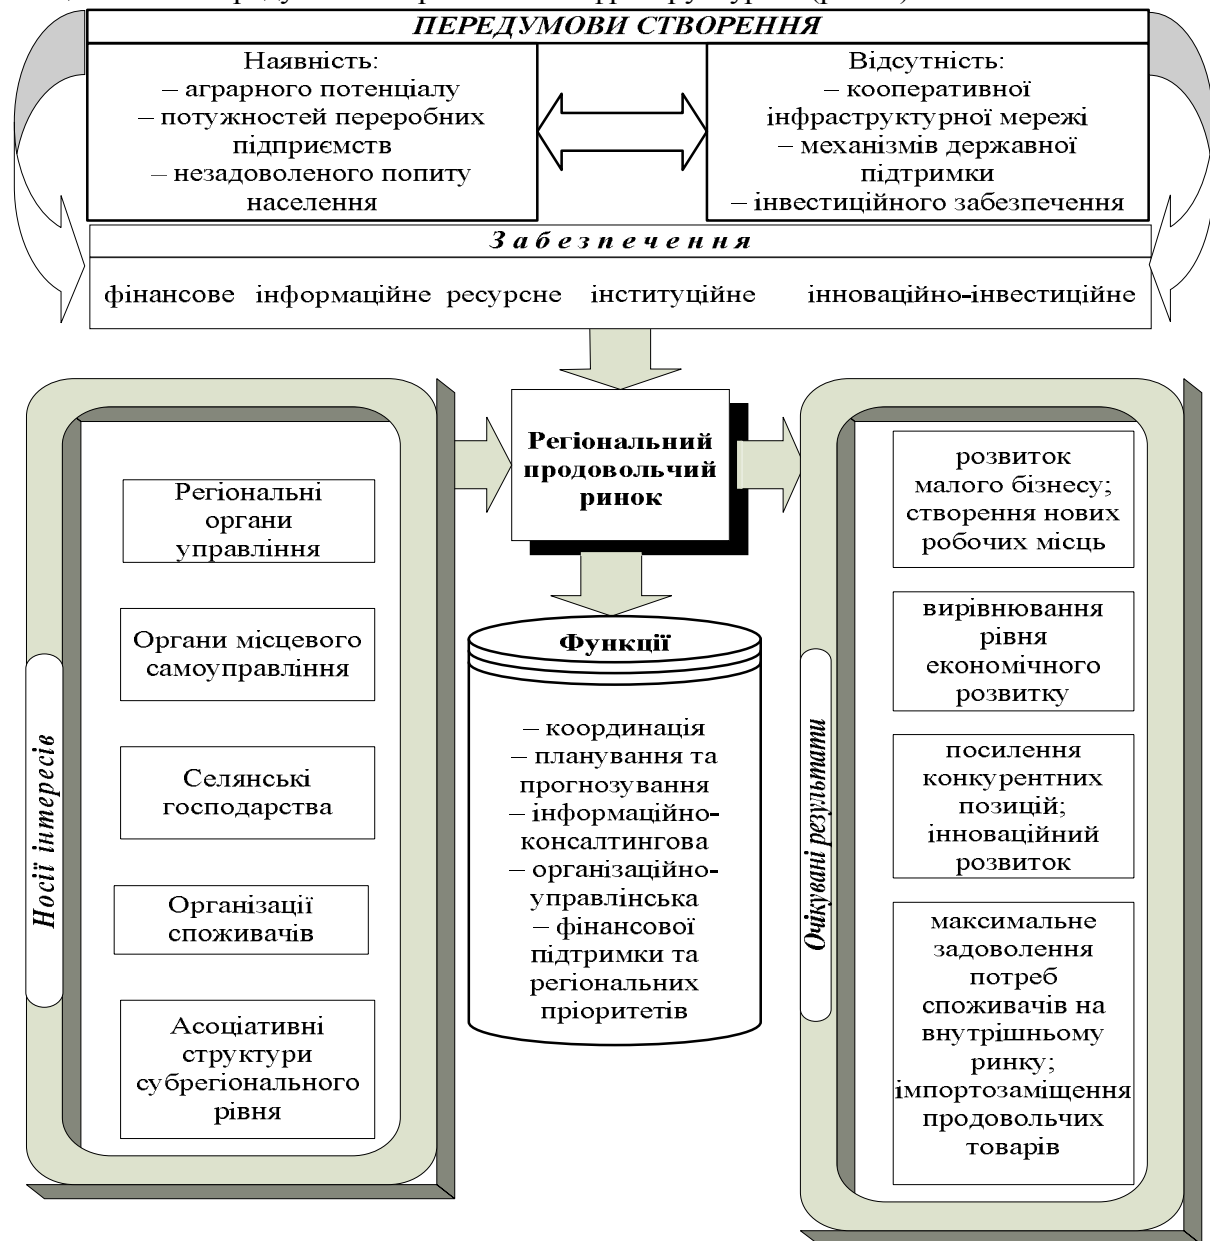 ПЕРЕДУМОВИ СТВОРЕННЯ
Наявність:
– аграрного потенціалу
– потужностей переробних
підприємств
– незадоволеного попиту
населення
Відсутність:
– кооперативної
інфраструктурної мережі
– механізмів державної
підтримки
– інвестиційного забезпечення
Забезпечення
фінансове інформаційне ресурсне інституційне інноваційно-інвестиційне
Носії інтересів
Регіональні
органи
управління
Органи місцевого
самоуправління
Селянські
господарства
Організації
споживачів
Асоціативні
структури
субрегіонального
рівня
Регіональний
продовольчий
ринок
Функції
– координація
– планування та
прогнозування
– інформаційно-
консалтингова
– організаційно-
управлінська
– фінансової
підтримки та
регіональних
пріоритетів
Очікувані результати
розвиток
малого бізнесу;
створення нових
робочих місць
вирівнювання
рівня
економічного
розвитку
посилення
конкурентних
позицій;
інноваційний
розвиток
максимальне
задоволення
потреб
споживачів на
внутрішньому
ринку;
імпортозаміщення
продовольчих
товарів